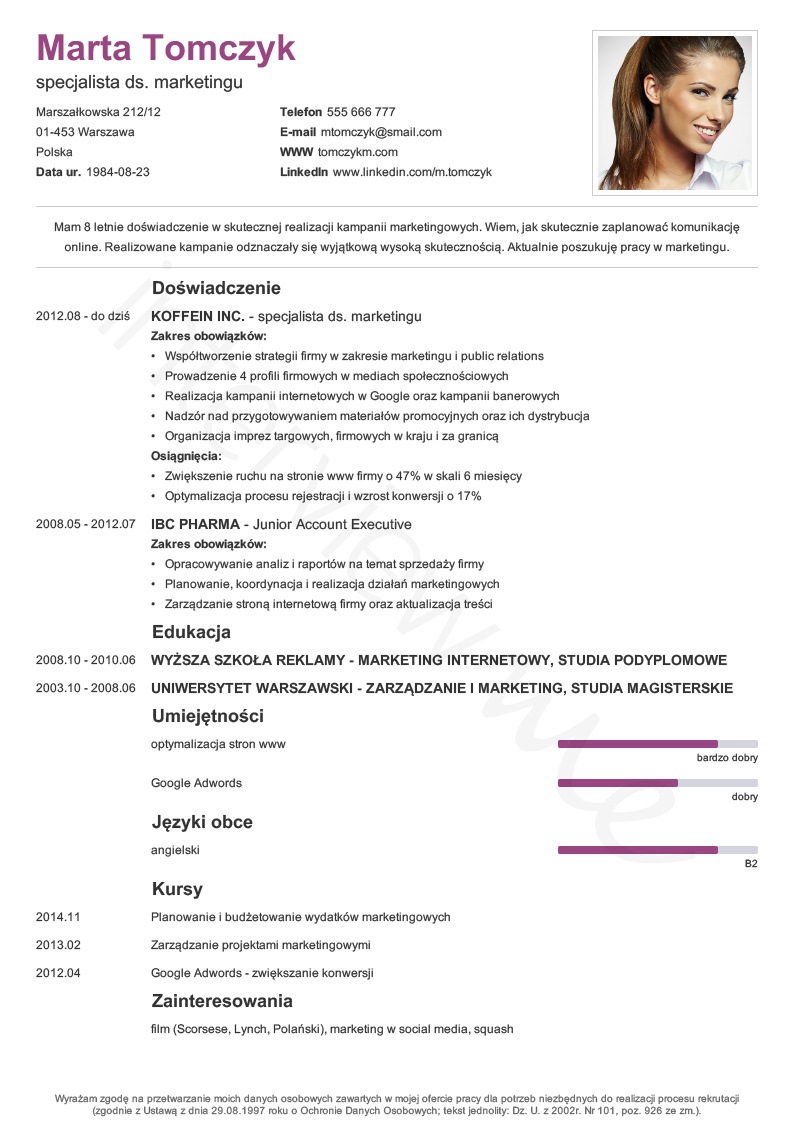 Marta Tomczyk
specjalista ds. marketingu
Marszałkowska 212/12
01-453 Warszawa
Polska
Data ur. 1984-08-23
Telefon 555 666 777
E-mail mtomczyk@smail.com
WWW tomczykm.com
LinkedIn www.linkedin.com/m.tomczyk
Mam 8 letnie doświadczenie w skutecznej realizacji kampanii marketingowych. Wiem, jak skutecznie zaplanować komunikację
online. Realizowane kampanie odznaczały się wyjątkową wysoką skutecznością. Aktualnie poszukuję pracy w marketingu.
Doświadczenie
2012.08 - do dziś KOFFEIN INC. - specjalista ds. marketingu
Zakres obowiązków:
• Współtworzenie strategii firmy w zakresie marketingu i public relations
• Prowadzenie 4 profili firmowych w mediach społecznościowych
• Realizacja kampanii internetowych w Google oraz kampanii banerowych
• Nadzór nad przygotowywaniem materiałów promocyjnych oraz ich dystrybucja
• Organizacja imprez targowych, firmowych w kraju i za granicą
Osiągnięcia:
• Zwiększenie ruchu na stronie www firmy o 47% w skali 6 miesięcy
• Optymalizacja procesu rejestracji i wzrost konwersji o 17%
2008.05 - 2012.07 IBC PHARMA - Junior Account Executive
Zakres obowiązków:
• Opracowywanie analiz i raportów na temat sprzedaży firmy
• Planowanie, koordynacja i realizacja działań marketingowych
• Zarządzanie stroną internetową firmy oraz aktualizacja treści
Edukacja
2008.10 - 2010.06 WYŻSZA SZKOŁA REKLAMY - MARKETING INTERNETOWY, STUDIA PODYPLOMOWE
2003.10 - 2008.06 UNIWERSYTET WARSZAWSKI - ZARZĄDZANIE I MARKETING, STUDIA MAGISTERSKIE
Umiejętności
optymalizacja stron www
bardzo dobry
Google Adwords
dobry
Języki obce
angielski
B2
Kursy
2014.11 Planowanie i budżetowanie wydatków marketingowych
2013.02 Zarządzanie projektami marketingowymi
2012.04 Google Adwords - zwiększanie konwersji
Zainteresowania
film (Scorsese, Lynch, Polański), marketing w social media, squash
Wyrażam zgodę na przetwarzanie moich danych osobowych zawartych w mojej ofercie pracy dla potrzeb niezbędnych do realizacji procesu rekrutacji
(zgodnie z Ustawą z dnia 29.08.1997 roku o Ochronie Danych Osobowych; tekst jednolity: Dz. U. z 2002r. Nr 101, poz. 926 ze zm.).
interview me